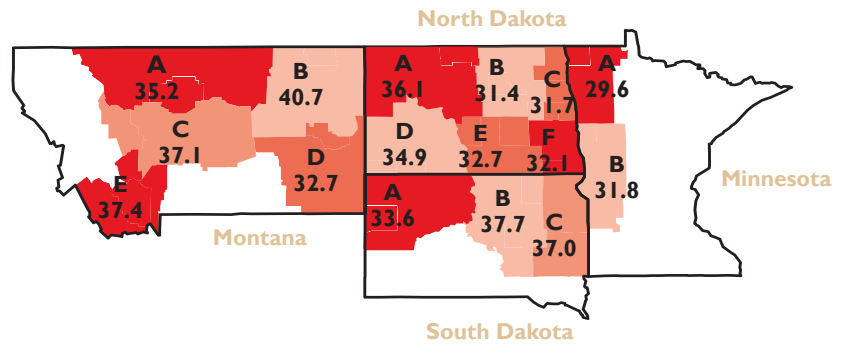 North Dakota
A
35.2
B
40.7
C
37.1
D
32.7
E
37.4
Montana
A
36.1
B
31.4
C
31.7
D
34.9
E
32.7
F
32.1
A
33.6
B
37.7
C
37.0
South Dakota
A
29.6
B
31.8
Minnesota